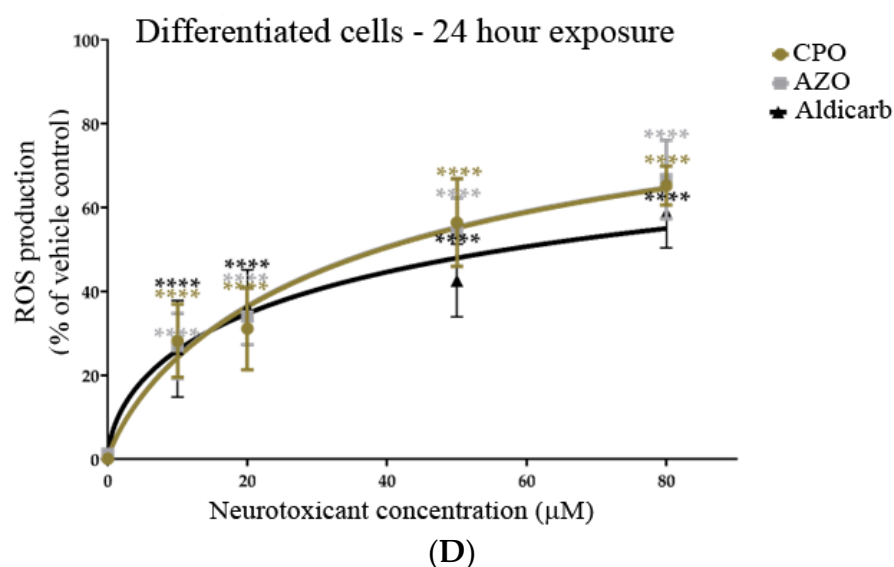 Differentiated cells - 24 hour exposure
CPO
AZO
Aldicarb
ROS production
(% of vehicle control)
100
80
60
40
20
0
****
****
****
****
****
****
****
****
****
****
****
****
0 20 40 60 80
Neurotoxicant concentration (µM)
(D)